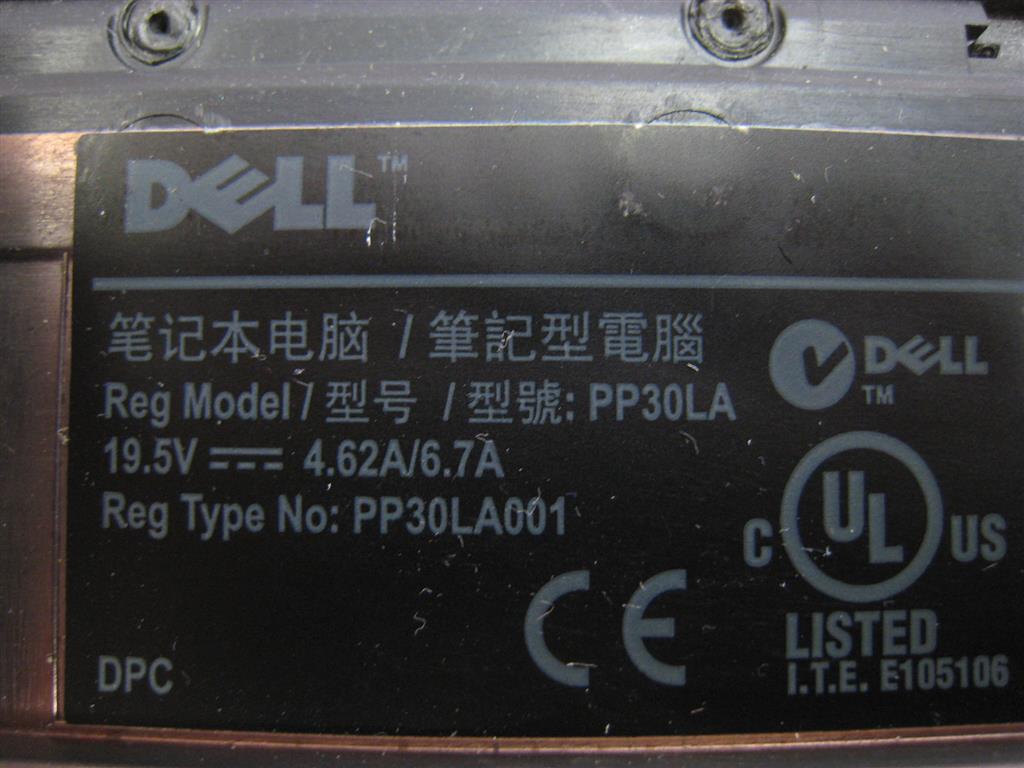 DELL™
笔记本电脑 / 筆記型電腦
Reg Model / 型号 / 型號: PP30LA
19.5V 4.62A/6.7A
Reg Type No: PP30LA001
DPC
CE
DELL
TM
C UL US
LISTED
I.T.E. E105106